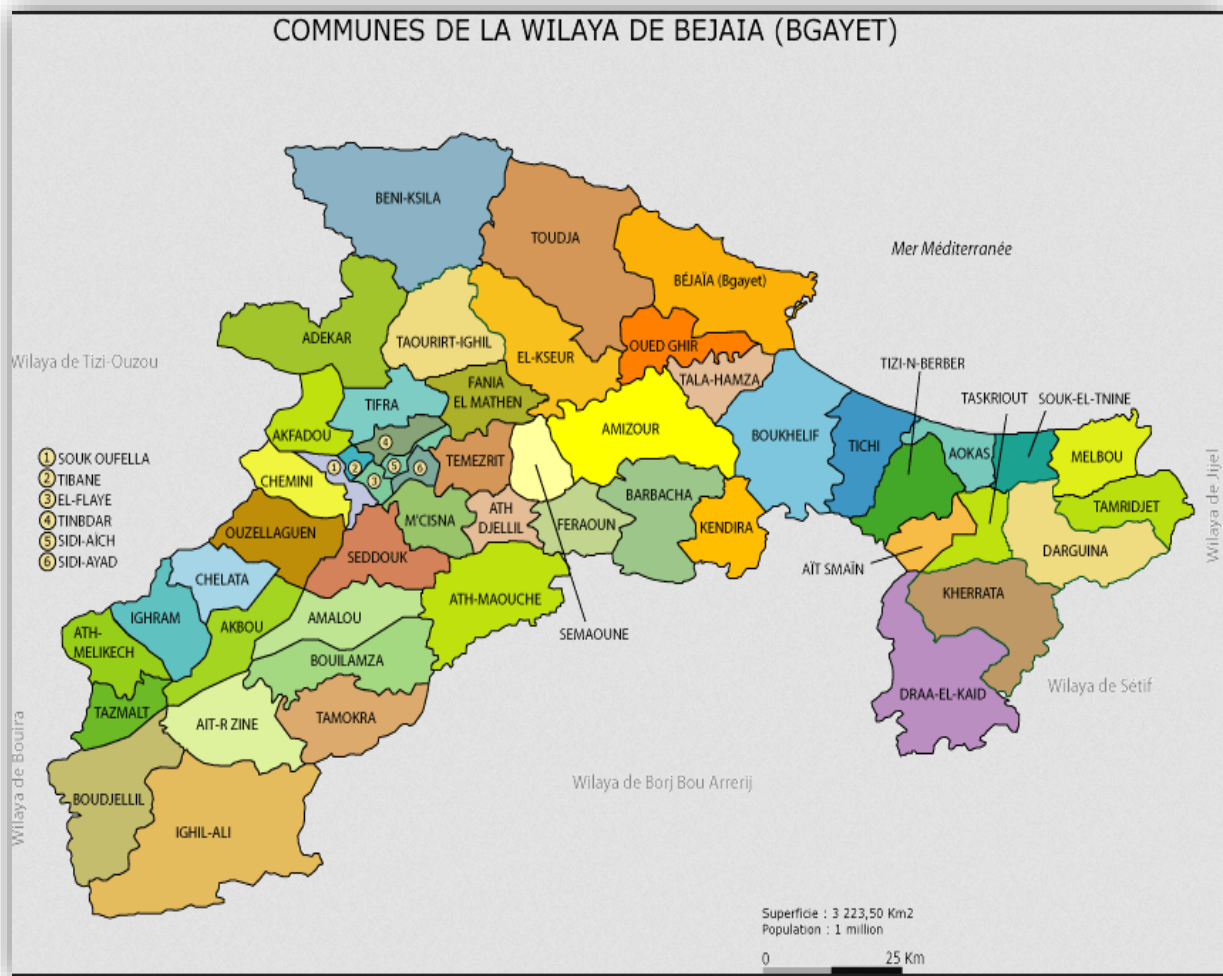 COMMUNES DE LA WILAYA DE BEJAIA (BGAYET)
BENI-KSILA
TOUDJA
Mer Méditerranée
BÉJAÏA (Bgayet)
ADEKAR
TAOURIRT-IGHIL
OUED GHIR
EL-KSEUR
Wilaya de Tizi-Ouzou
TIZI-N-BERBER
TALA-HAMZA
FANIA
EL MATHEN
TASKRIOUT
SOUK-EL-TNINE
TIFRA
AKFADOU
AMIZOUR
BOUKHELIF
TICHI
AOKAS
MELBOU
4
1 SOUK OUFELLA
2 TIBANE
3 EL-FLAYE
4 TINBDAR
5 SIDI-AÏCH
6 SIDI-AYAD
1
2
5
6
3
TEMEZRIT
CHEMINI
BARBACHA
Wilaya de Jijel
TAMRIDJET
ATH
DJELLIL
M'CISNA
FERAOUN
KENDIRA
OUZELLAGUEN
SEDDOUK
DARGUINA
AÏT SMAÏN
CHELATA
KHERRATA
ATH-MAOUCHE
IGHRAM
AMALOU
AKBOU
SEMAOUNE
ATH-
MELIKECH
BOUILAMZA
Wilaya de Sétif
DRAA-EL-KAID
TAZMALT
AIT-R ZINE
TAMOKRA
Wilaya de Bouira
Wilaya de Borj Bou Arrerij
BOUDJELLIL
IGHIL-ALI
Superficie : 3 223,50 Km2
Population : 1 million
0 25 Km